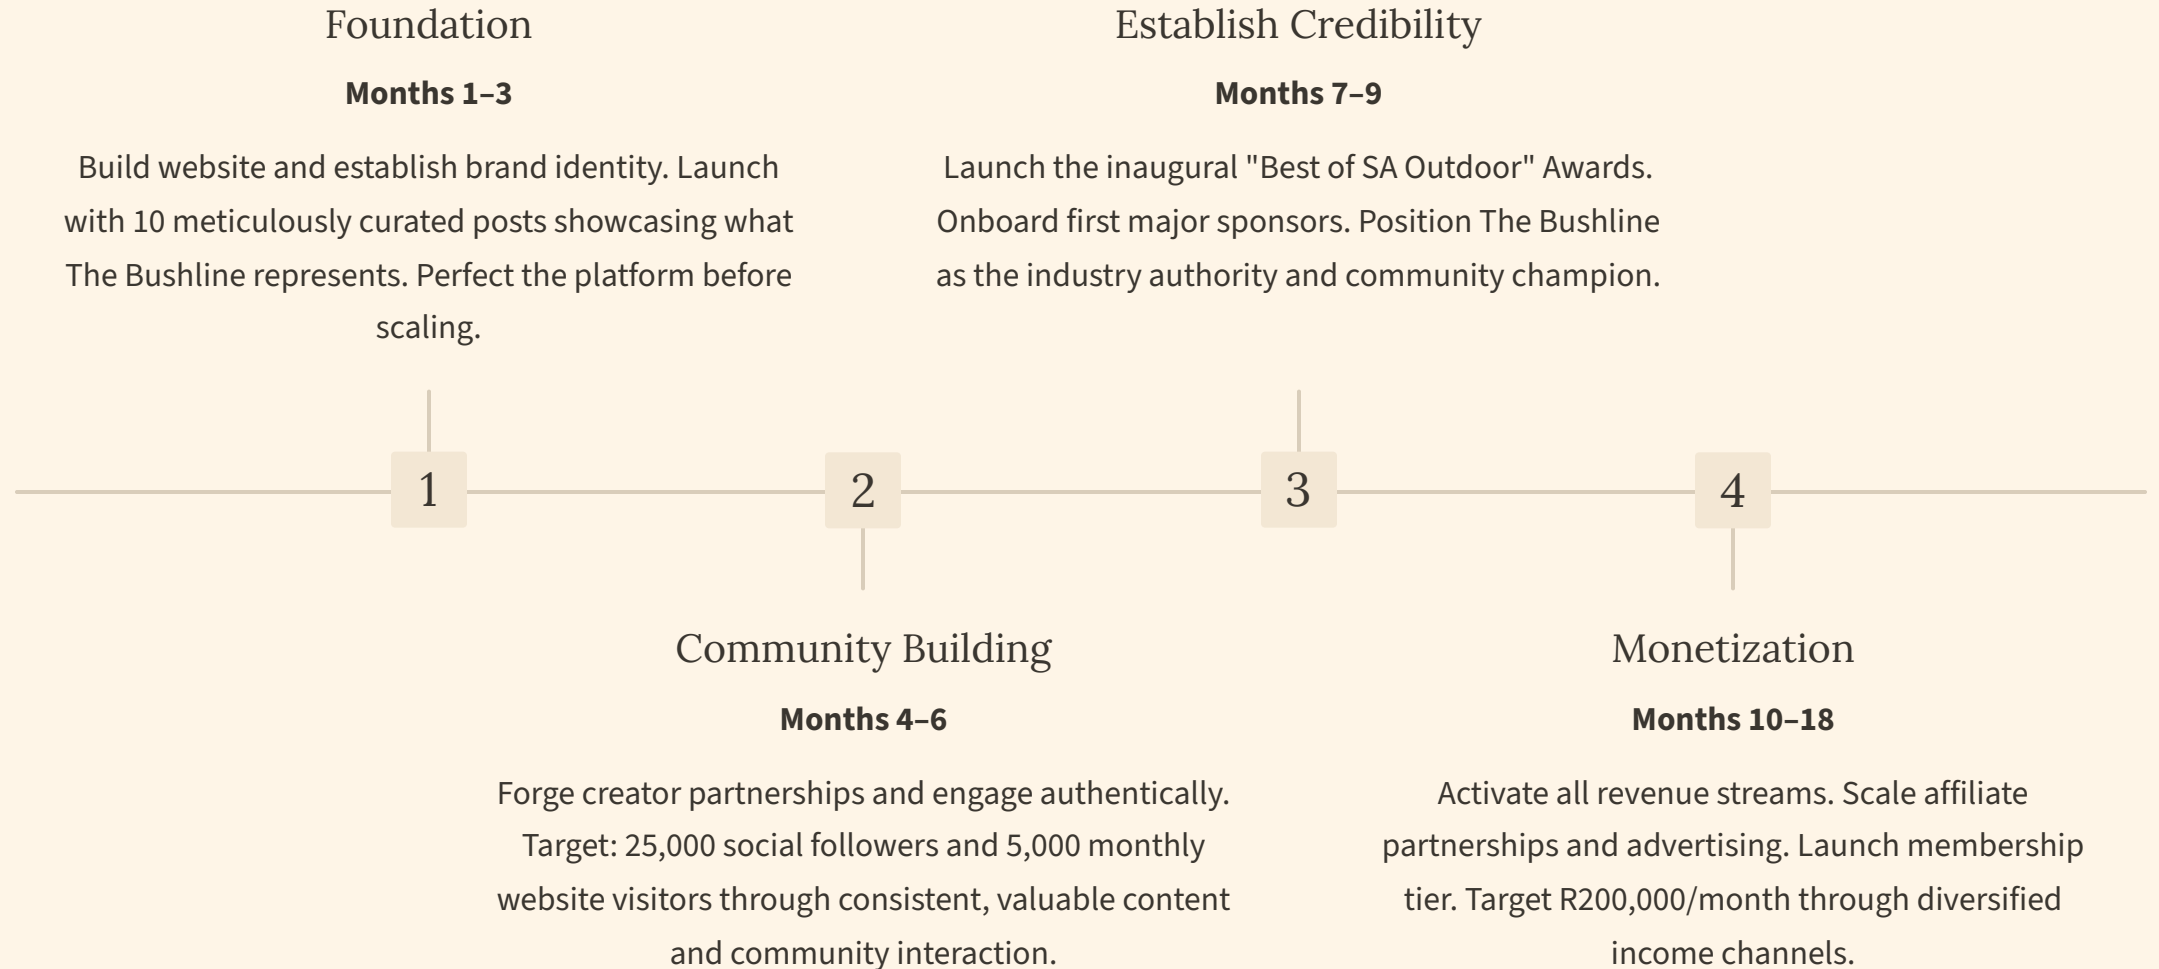 Foundation
Months 1–3
Build website and establish brand identity. Launch
with 10 meticulously curated posts showcasing what
The Bushline represents. Perfect the platform before
scaling.
Establish Credibility
Months 7–9
Launch the inaugural "Best of SA Outdoor" Awards.
Onboard first major sponsors. Position The Bushline
as the industry authority and community champion.
1
2
3
4
Community Building
Months 4–6
Forge creator partnerships and engage authentically.
Target: 25,000 social followers and 5,000 monthly
website visitors through consistent, valuable content
and community interaction.
Monetization
Months 10–18
Activate all revenue streams. Scale affiliate
partnerships and advertising. Launch membership
tier. Target R200,000/month through diversified
income channels.